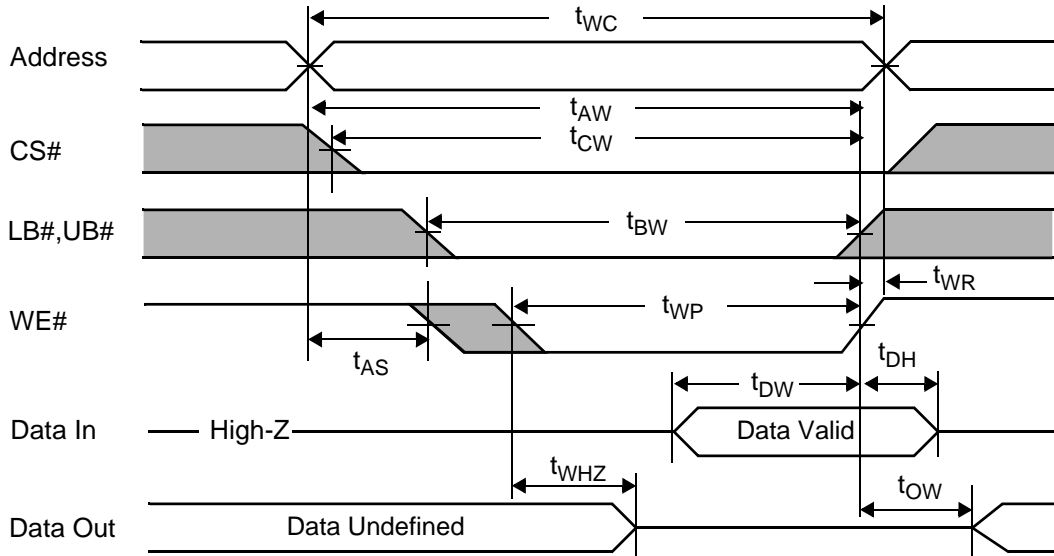 tWC
Address
tAW
tCW
CS#
tBW
LB#,UB#
tWR
tWP
WE#
tAS
tDH
tDW
Data In
High-Z
Data Valid
tWHZ
tOW
Data Out
Data Undefined